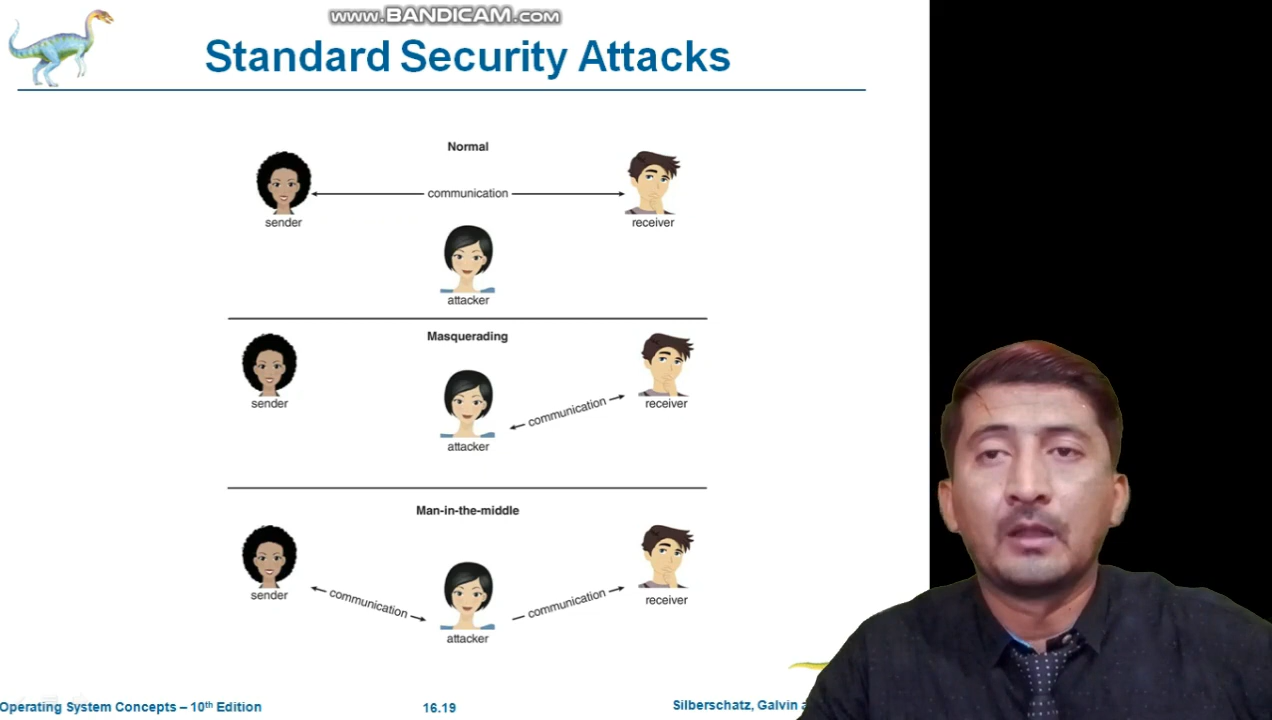 www.BANDICAM.com
Standard Security Attacks
Normal
communication
sender
receiver
attacker
Masquerading
communication
sender
receiver
attacker
Man-in-the-middle
communication
communication
sender
receiver
attacker
Operating System Concepts – 10th Edition
16.19
Silberschatz, Galvin